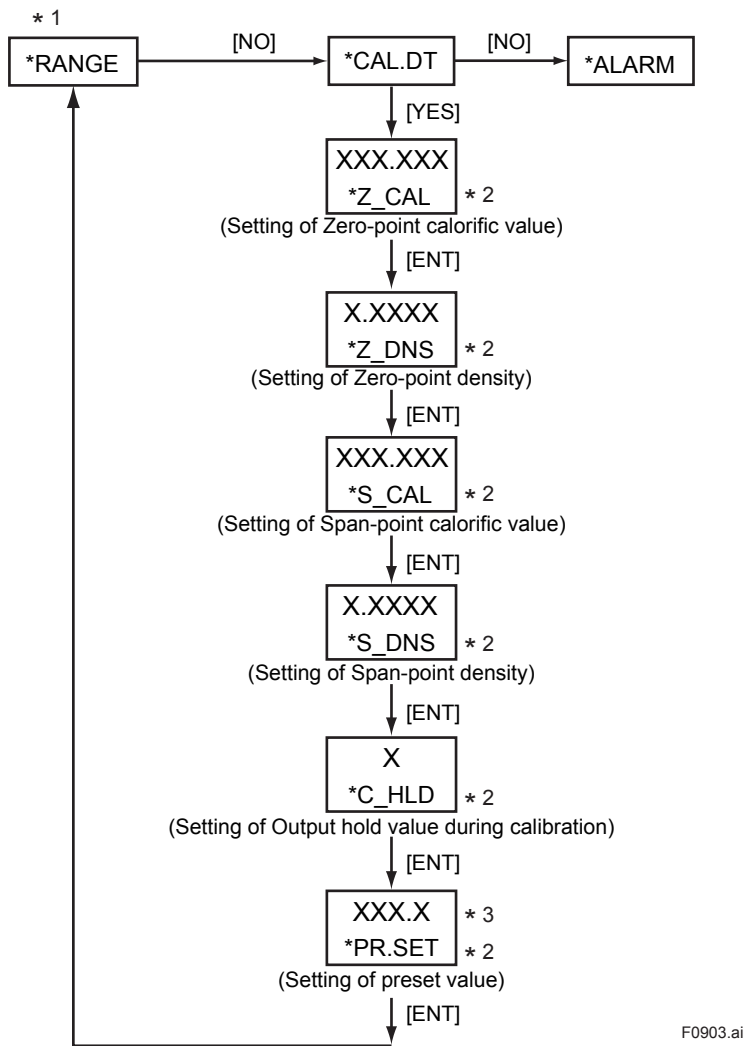 * 1
*RANGE [NO] *CAL.DT [NO] *ALARM
[YES]
XXX.XXX
*Z_CAL * 2
(Setting of Zero-point calorific value)
[ENT]
X.XXXX
*Z_DNS * 2
(Setting of Zero-point density)
[ENT]
XXX.XXX
*S_CAL * 2
(Setting of Span-point calorific value)
[ENT]
X.XXXX
*S_DNS * 2
(Setting of Span-point density)
[ENT]
X
*C_HLD * 2
(Setting of Output hold value during calibration)
[ENT]
XXX.X * 3
*PR.SET * 2
(Setting of preset value)
[ENT]
F0903.ai